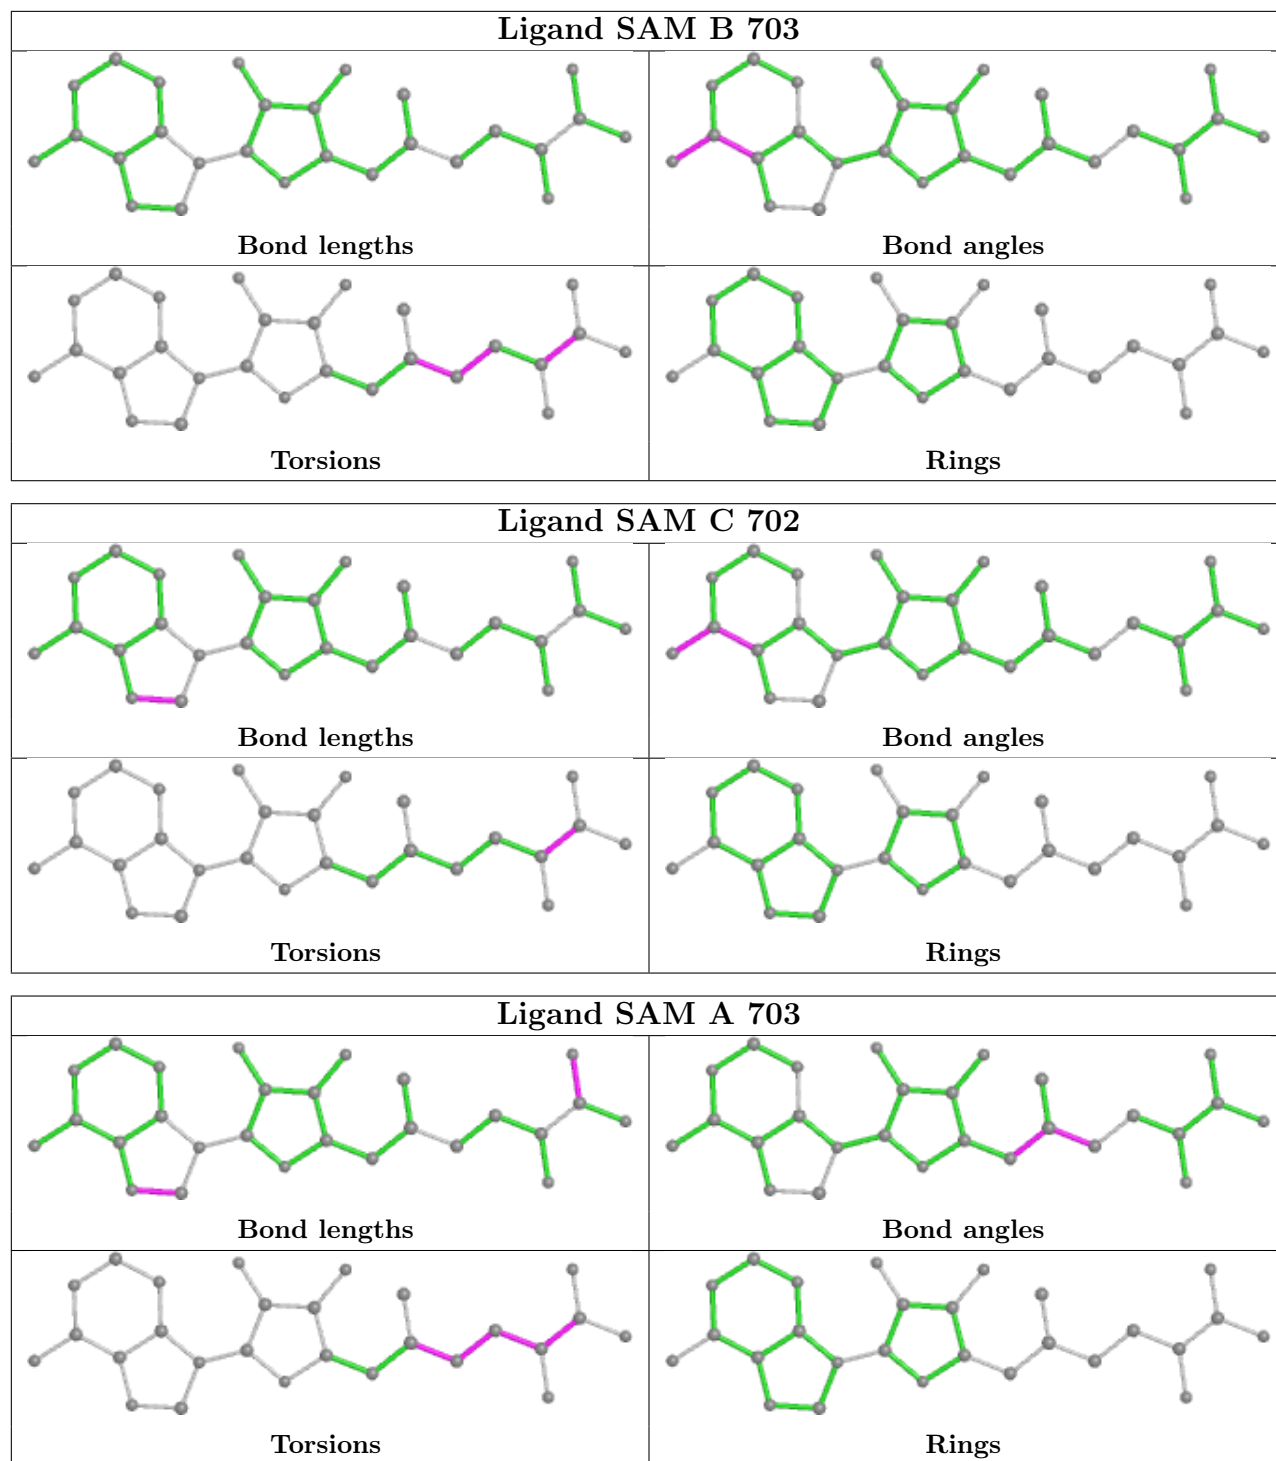 Ligand SAM B 703
Bond lengths
Bond angles
Torsions
Rings
Ligand SAM C 702
Bond lengths
Bond angles
Torsions
Rings
Ligand SAM A 703
Bond lengths
Bond angles
Torsions
Rings